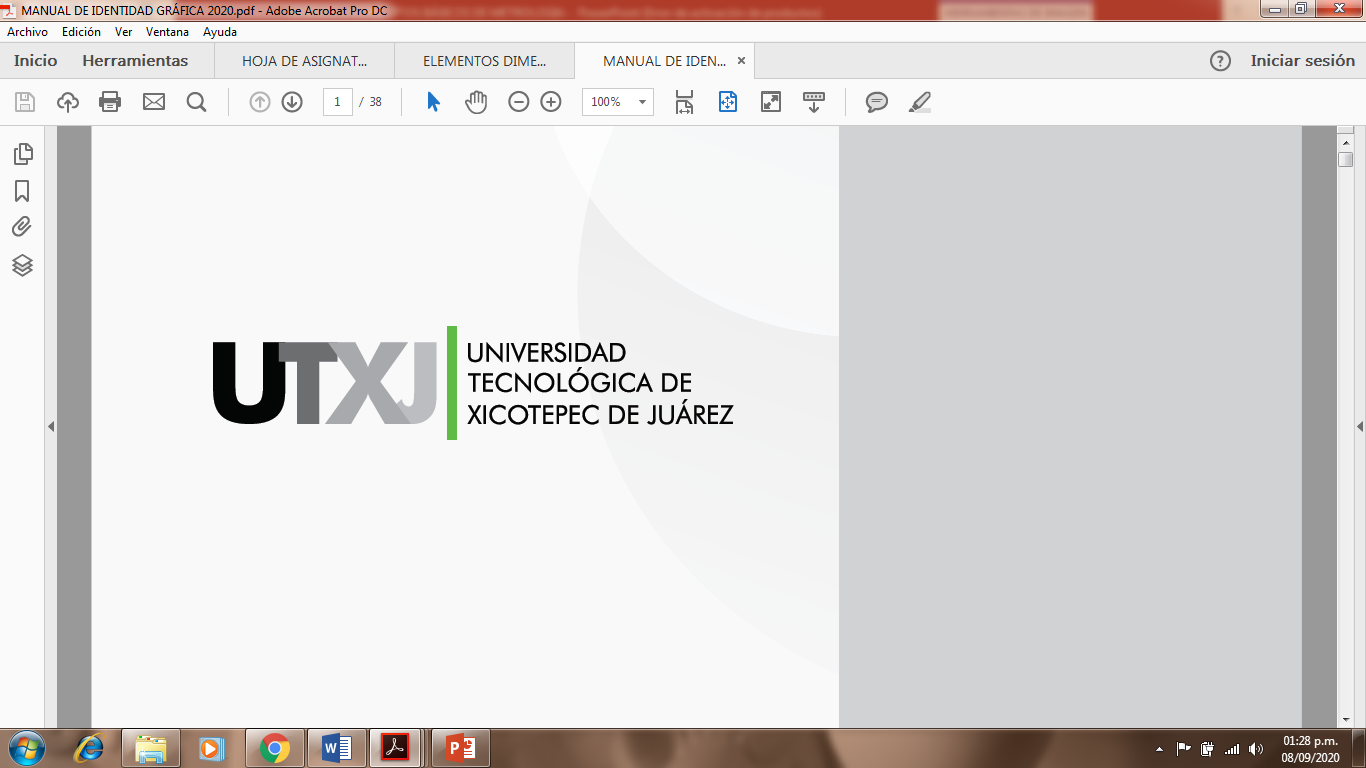 MANUAL DE IDENTIDAD GRÁFICA 2020.pdf - Adobe Acrobat Pro DC
Archivo Edición Ver Ventana Ayuda
Inicio Herramientas HOJA DE ASIGNAT... ELEMENTOS DIME... MANUAL DE IDEN... Iniciar sesión
1 / 38 100%
UTXJ
UNIVERSIDAD
TECNOLÓGICA DE
XICOTEPEC DE JUÁREZ
01:28 p.m.
08/09/2020